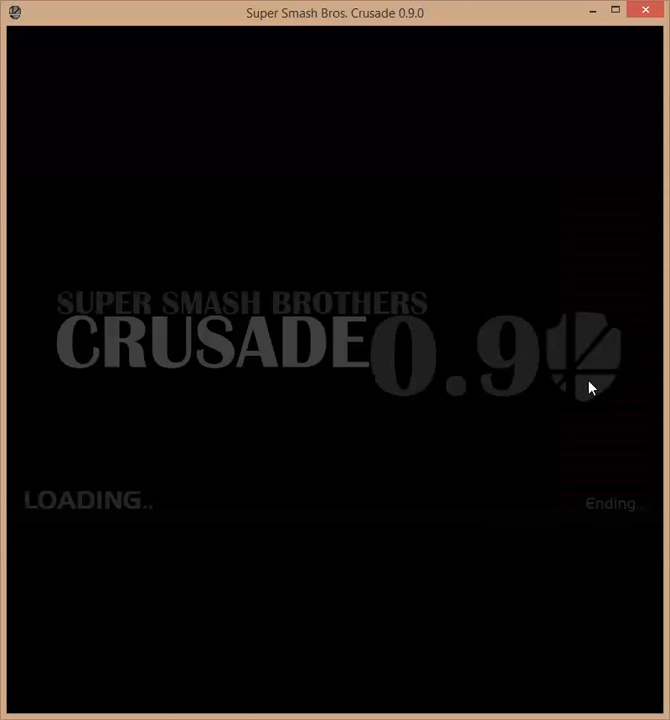 Super Smash Bros. Crusade 0.9.0
SUPER SMASH BROTHERS
CRUSADE 0.9
LOADING..
Ending..